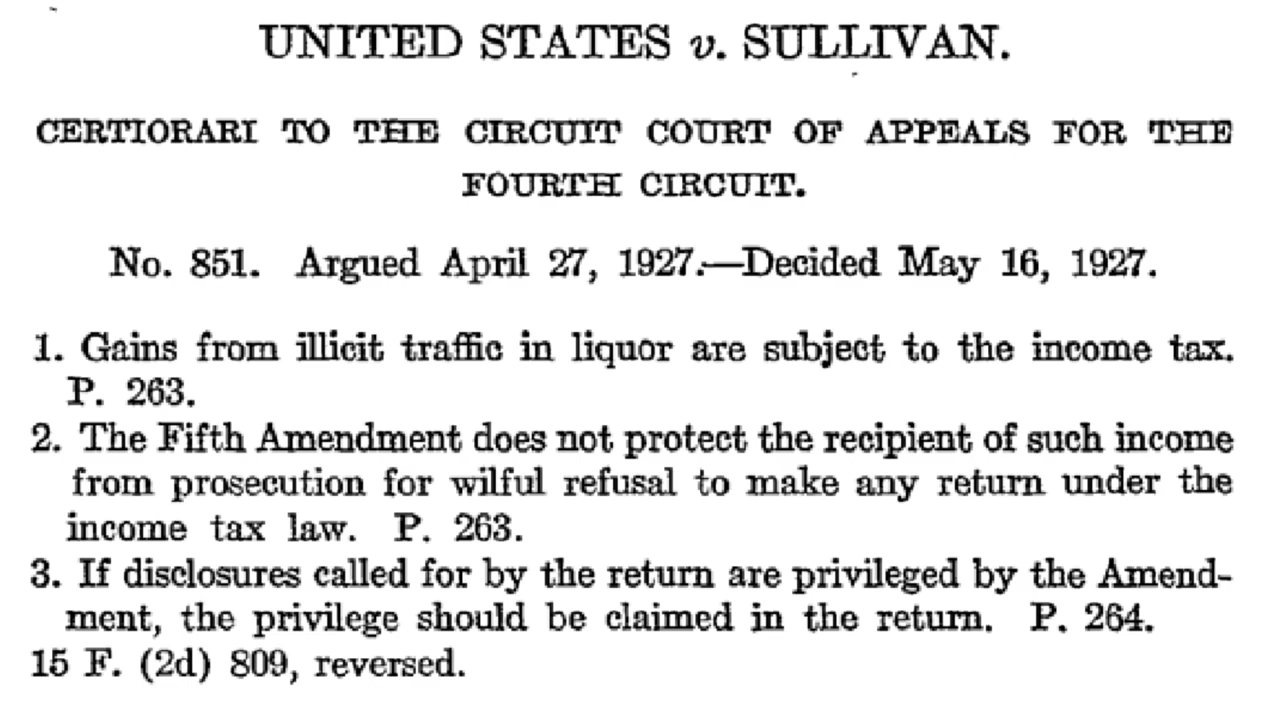 UNITED STATES v. SULLIVAN.
CERTIORARI TO THE CIRCUIT COURT OF APPEALS FOR THE
FOURTH CIRCUIT.
No. 851. Argued April 27, 1927.—Decided May 16, 1927.
1. Gains from illicit traffic in liquor are subject to the income tax.
P. 263.
2. The Fifth Amendment does not protect the recipient of such income
from prosecution for wilful refusal to make any return under the
income tax law. P. 263.
3. If disclosures called for by the return are privileged by the Amend-
ment, the privilege should be claimed in the return. P. 264.
15 F. (2d) 809, reversed.